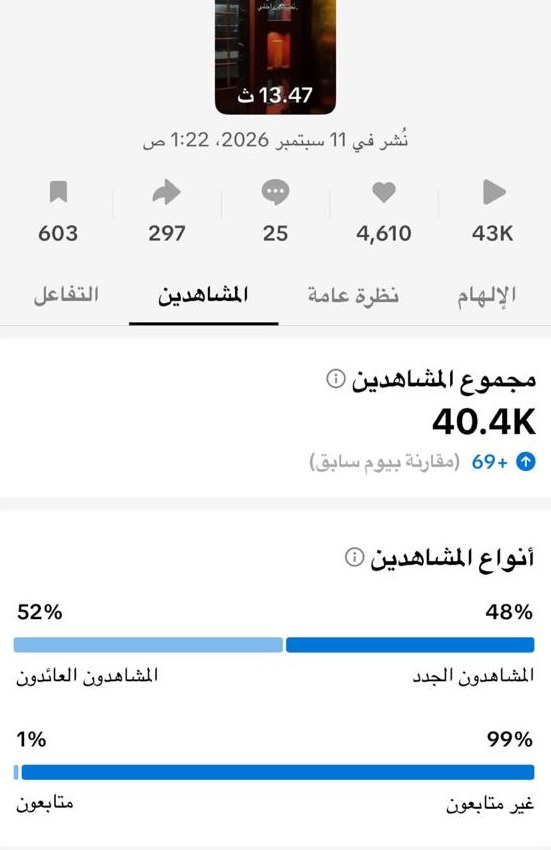 13.47 ث
نُشر في 11 سبتمبر 2026، 1:22 ص
43K 4,610 25 297 603
الإلهام نظرة عامة المشاهدين التفاعل
مجموع المشاهدين
40.4K
+69 (مقارنة بيوم سابق)
أنواع المشاهدين
48% 52%
المشاهدون الجدد المشاهدون العائدون
99% 1%
غير متابعون متابعون